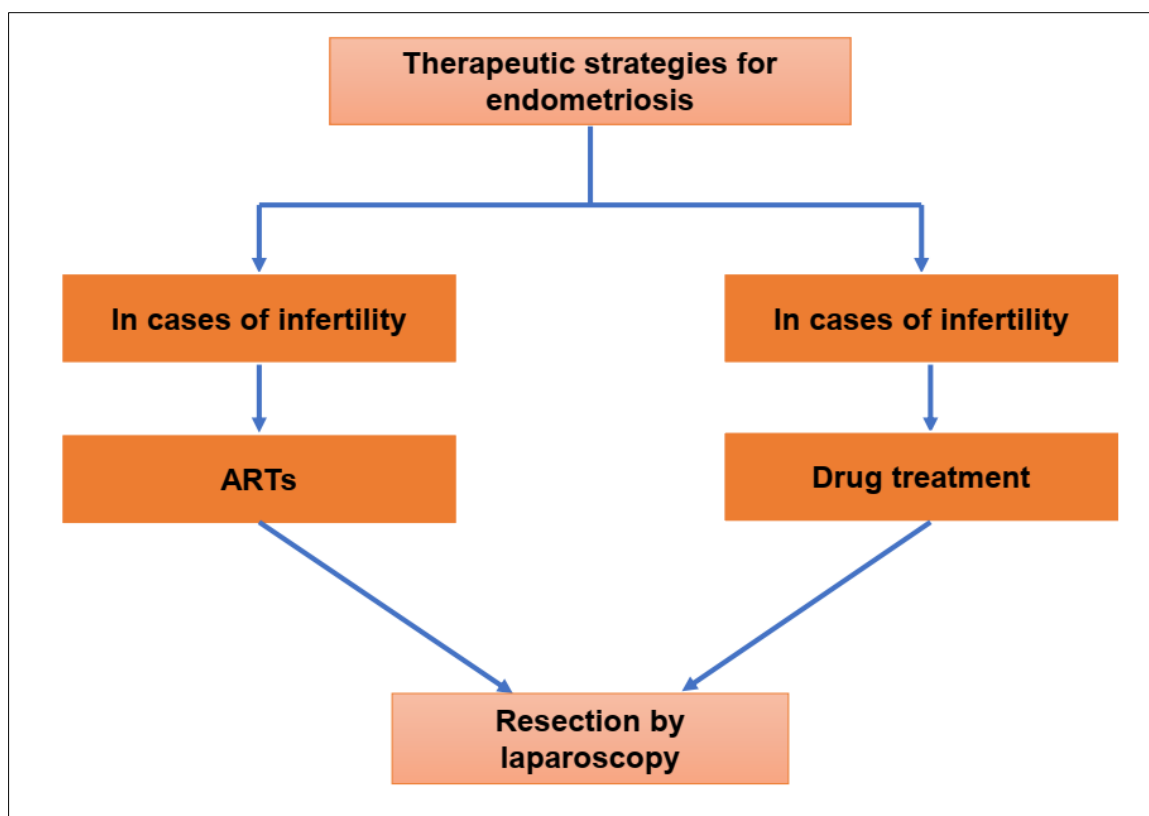 Therapeutic strategies for
endometriosis
In cases of infertility
In cases of infertility
ARTs
Drug treatment
Resection by
laparoscopy